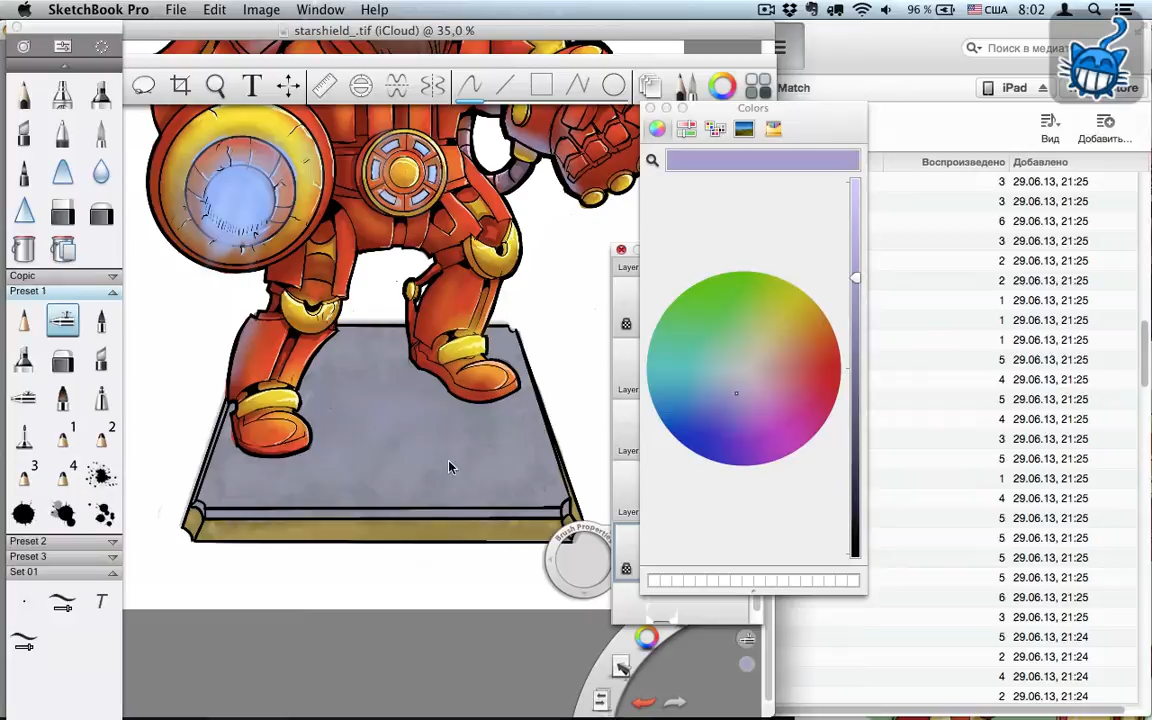 SketchBook Pro File Edit Image Window Help
96 % США 8:02
starshield_.tif (iCloud) @ 35,0 %
Поиск в медиат
Match
iPad
ore
T
Colors
Вид
Добавить...
Воспроизведено Добавлено
3 29.06.13, 21:25
3 29.06.13, 21:25
6 29.06.13, 21:25
3 29.06.13, 21:25
2 29.06.13, 21:25
2 29.06.13, 21:25
1 29.06.13, 21:25
1 29.06.13, 21:25
1 29.06.13, 21:25
5 29.06.13, 21:25
4 29.06.13, 21:25
5 29.06.13, 21:25
4 29.06.13, 21:25
3 29.06.13, 21:25
5 29.06.13, 21:25
1 29.06.13, 21:25
4 29.06.13, 21:25
5 29.06.13, 21:25
5 29.06.13, 21:25
5 29.06.13, 21:25
5 29.06.13, 21:25
6 29.06.13, 21:25
3 29.06.13, 21:25
5 29.06.13, 21:24
2 29.06.13, 21:24
4 29.06.13, 21:24
2 29.06.13, 21:24
Copic
Preset 1
1
2
3
4
Preset 2
Preset 3
Set 01
T
Layer
Layer
Layer
Layer
Brush Properties